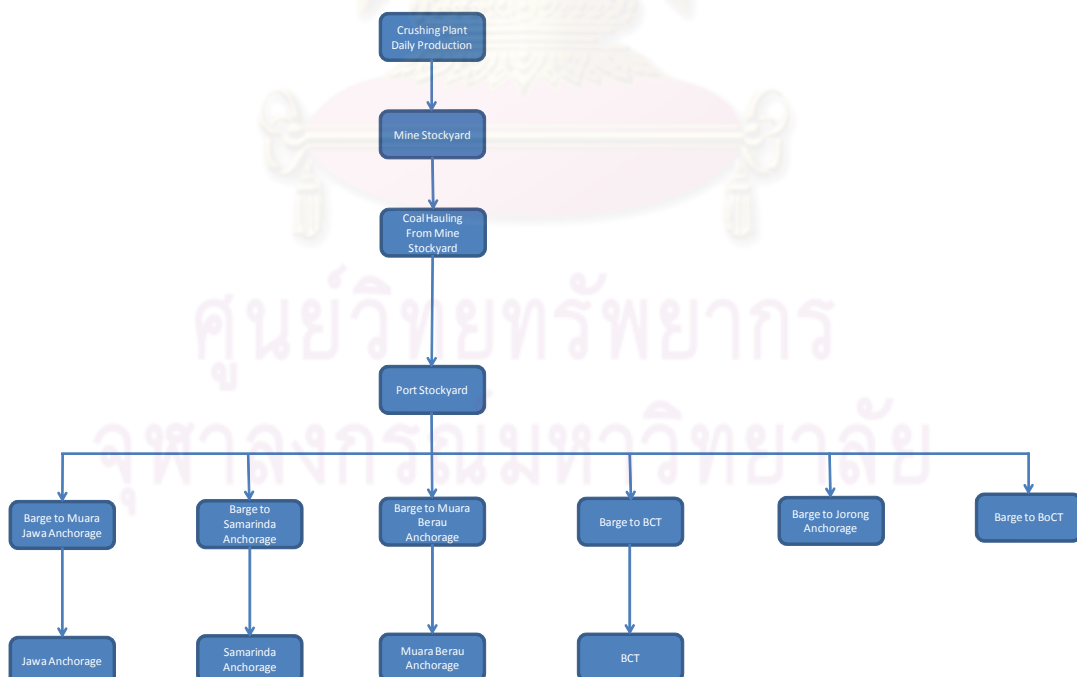 Crushing Plant
Daily Production
Mine Stockyard
Coal Hauling
From Mine
Stockyard
ศูนย์วิทยทรัพยากร
Port Stockyard
จุฬาลงกรณ์มหาวิทยาลัย
Barge to Muara
Jawa Anchorage
Barge to
Samarinda
Anchorage
Barge to Muara
Berau
Anchorage
Barge to BCT
Barge to Jorong
Anchorage
Barge to BoCT
Jawa Anchorage
Samarinda
Anchorage
Muara Berau
Anchorage
BCT